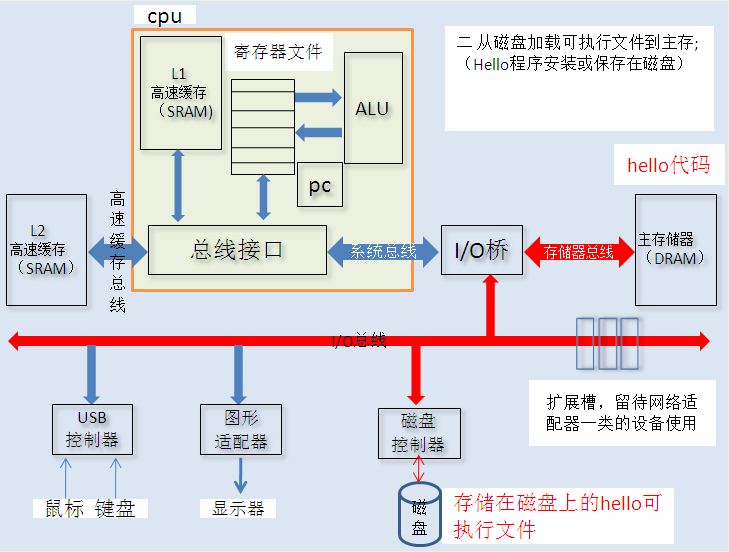 cpu
二 从磁盘加载可执行文件到主存;
（Hello程序安装或保存在磁盘）
L1
高速缓存
（SRAM)
寄存器文件
ALU
pc
hello代码
L2
高速缓存
（SRAM）
高速缓存总线
总线接口
系统总线
I/O桥
存储器总线
主存储器
（DRAM）
I/O总线
扩展槽，留待网络适
配器一类的设备使用
USB
控制器
图形
适配器
磁盘
控制器
鼠标 键盘
显示器
磁
盘
存储在磁盘上的hello可
执行文件